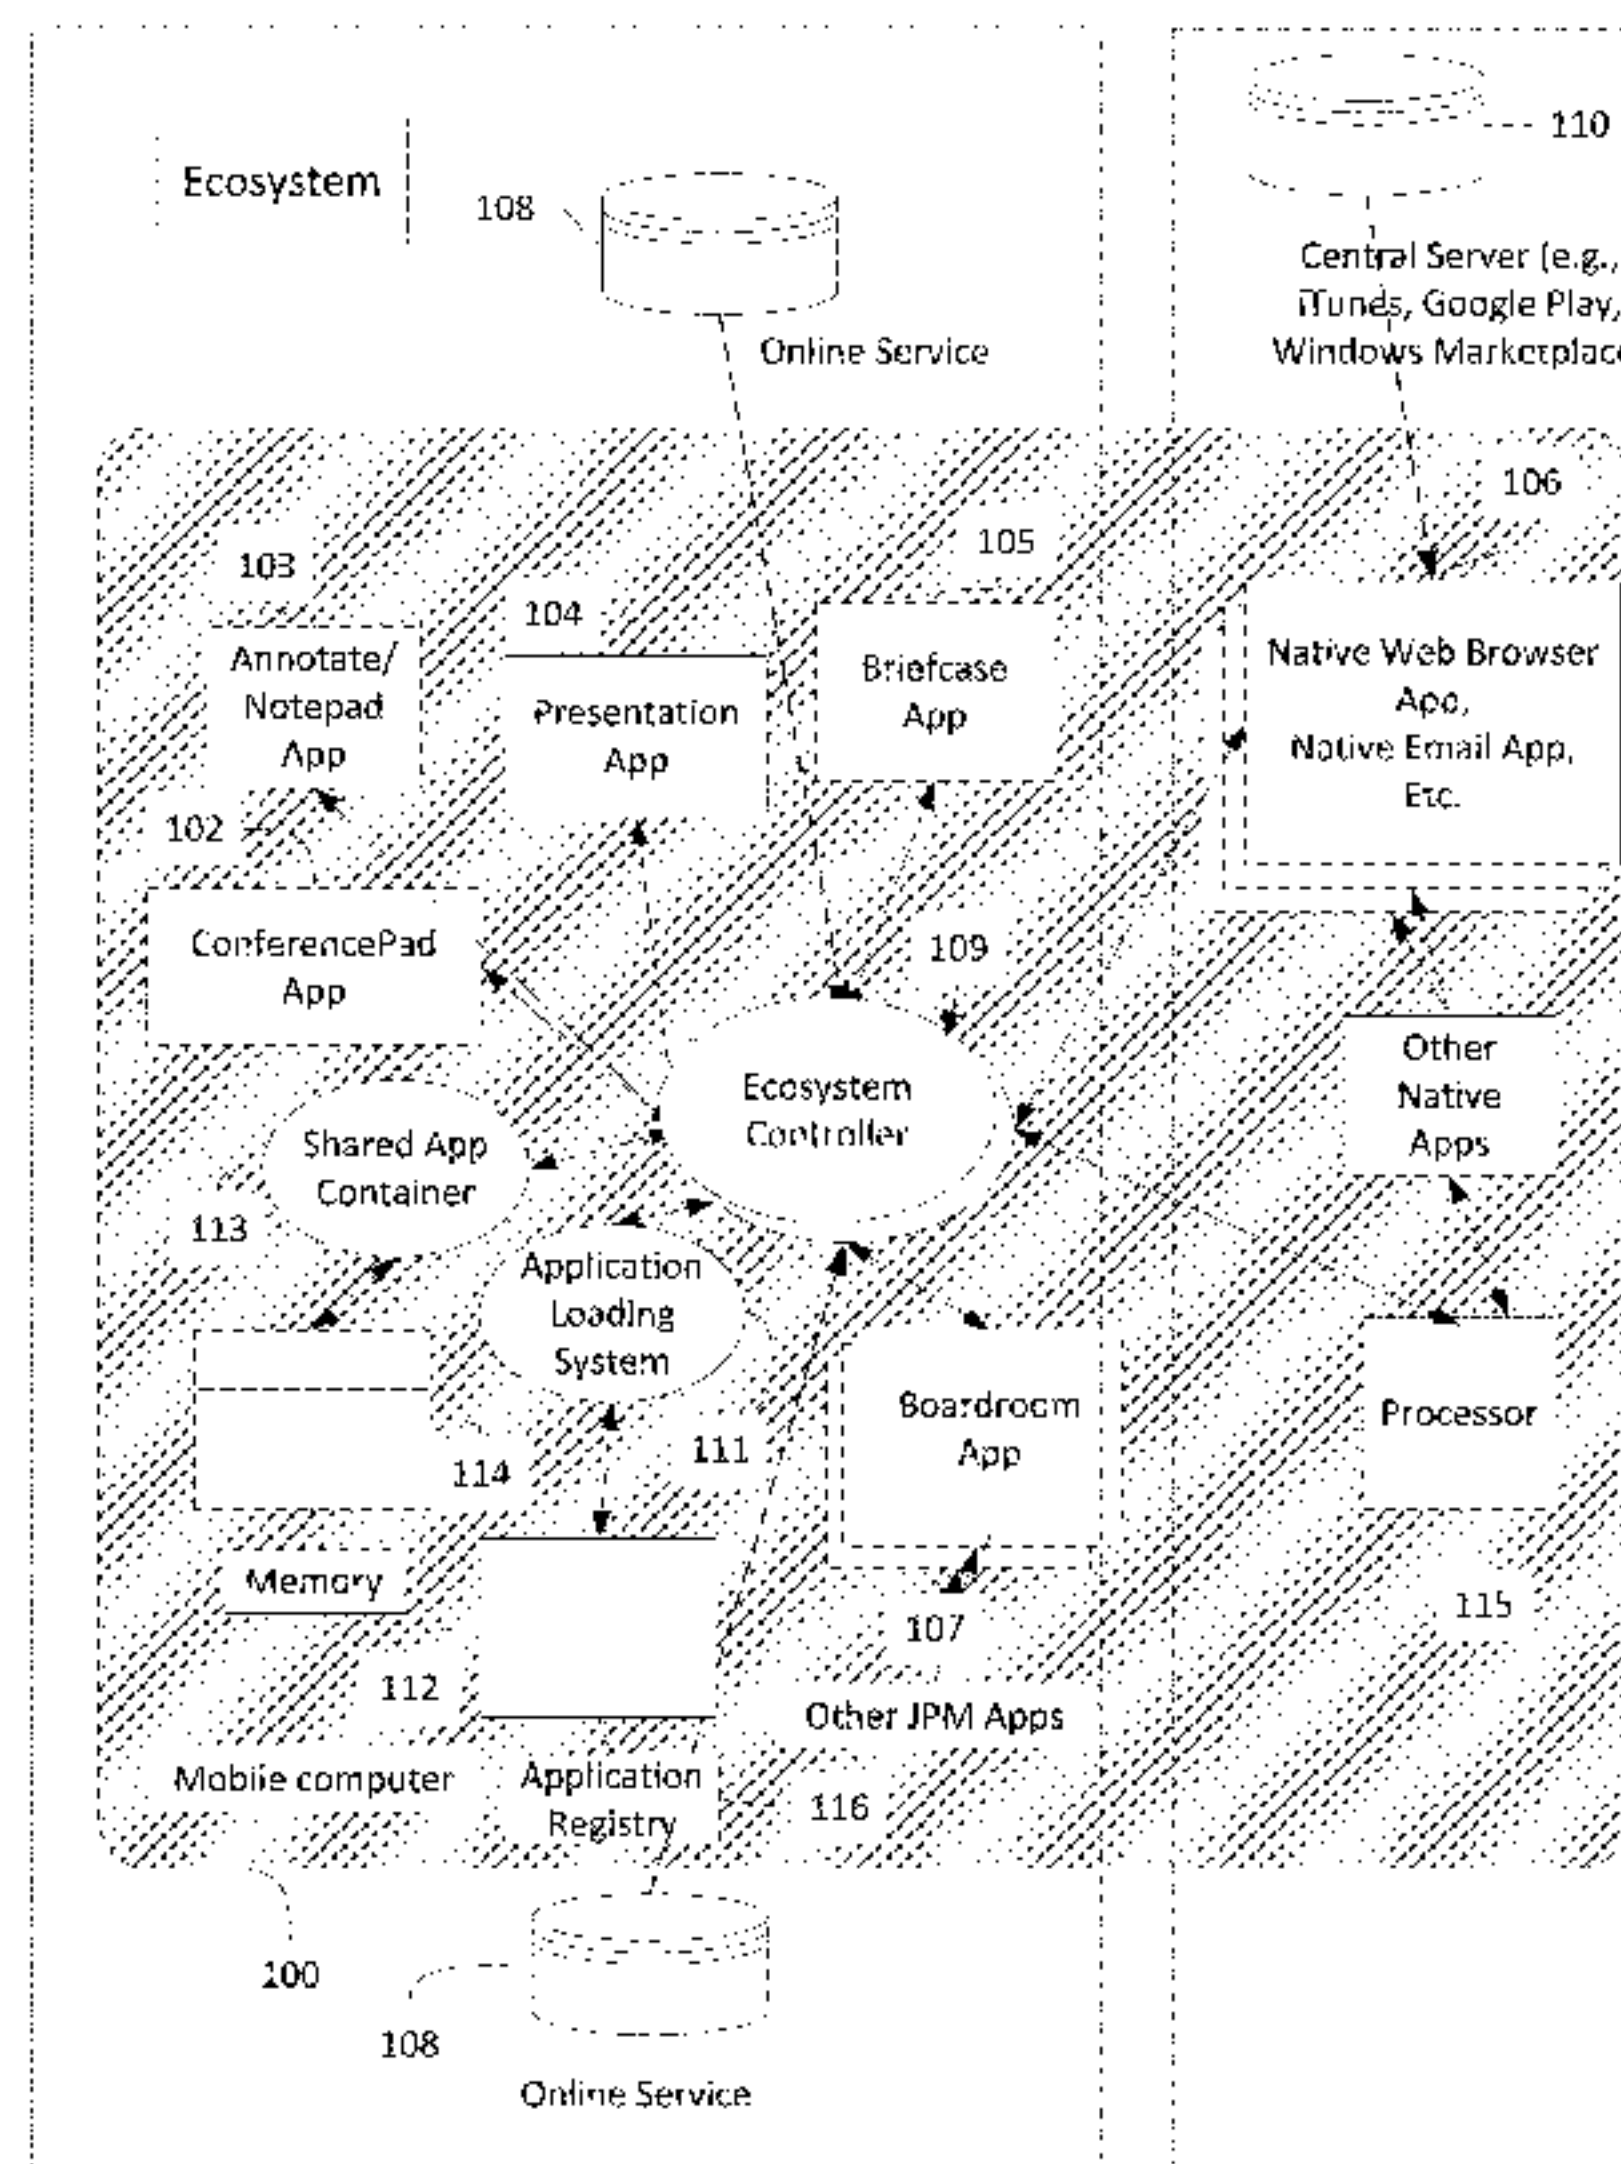 Ecosystem
108
Online Service
110
Central Server (e.g.,
iTunes, Google Play,
Windows Marketplace
103
104
105
106
Annotate/
Notepad
App
Presentation
App
Briefcase
App
Native Web Browser
App,
Native Email App,
Etc.
102
ConferencePad
App
109
Ecosystem
Controller
Other
Native
Apps
Shared App
Container
113
Application
Loading
System
Boardroom
App
Processor
114
111
Memory
107
115
112
Other JPM Apps
Mobile computer
Application
Registry
116
100
108
Online Service